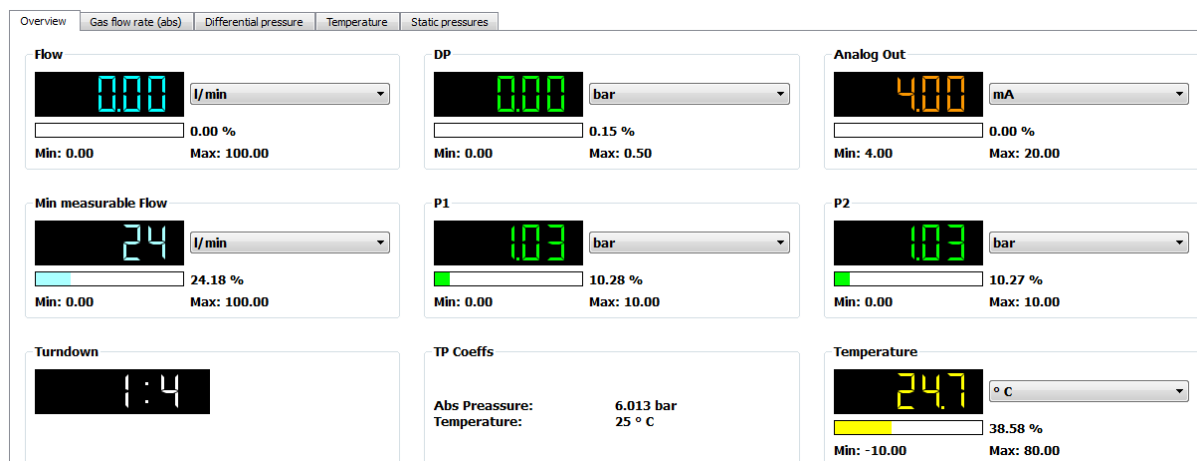 Overview
Gas flow rate (abs)
Differential pressure
Temperature
Static pressures
Flow
0.00
l/min
0.00 %
Min: 0.00
Max: 100.00
DP
0.00
bar
0.15 %
Min: 0.00
Max: 0.50
Analog Out
4.00
mA
0.00 %
Min: 4.00
Max: 20.00
Min measurable Flow
24
l/min
24.18 %
Min: 0.00
Max: 100.00
P1
1.03
bar
10.28 %
Min: 0.00
Max: 10.00
P2
1.03
bar
10.27 %
Min: 0.00
Max: 10.00
Turndown
1:4
TP Coeffs
Abs Preassure: 6.013 bar
Temperature: 25 ° C
Temperature
24.7
° C
38.58 %
Min: -10.00
Max: 80.00